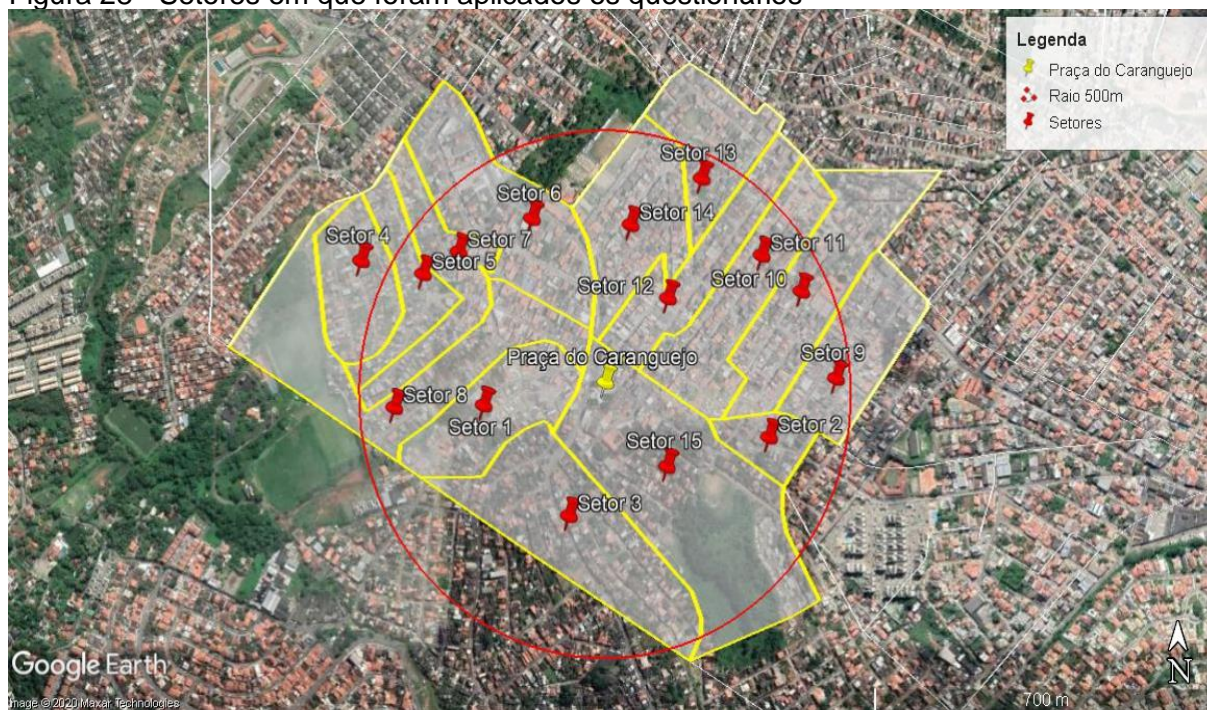 Figura 28 - Setores em que foram aplicados os questionários
Legenda
Praça do Caranguejo
Raio 500m
Setores
Setor 13
Setor 6
Setor 14
Setor 4
Setor 7
Setor 11
Setor 5
Setor 10
Setor 12
Praça do Caranguejo
Setor 9
Setor 8
Setor 1
Setor 2
Setor 15
Setor 3
Google Earth
Image © 2020 Maxar Technologies
N
700 m